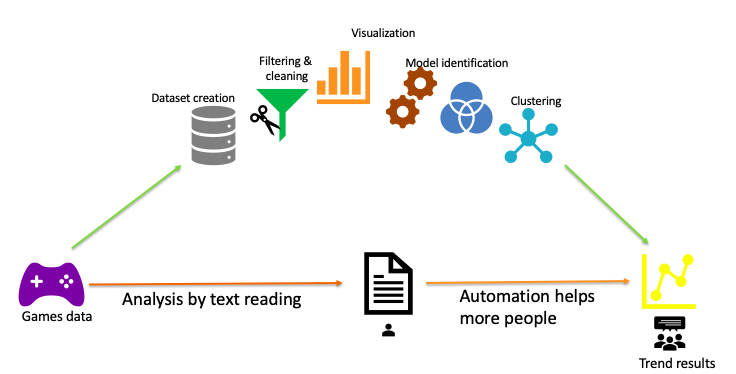 Visualization
Filtering &
cleaning
Model identification
Dataset creation
Clustering
Games data
Analysis by text reading
Automation helps
more people
Trend results